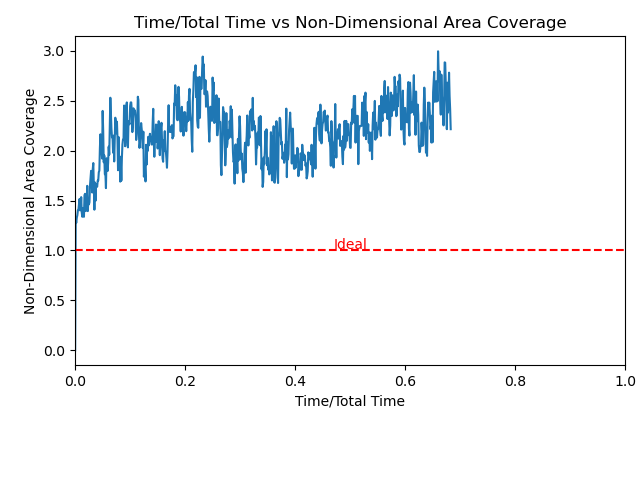 Time/Total Time vs Non-Dimensional Area Coverage
Non-Dimensional Area Coverage
3.0
2.5
2.0
1.5
1.0
0.5
0.0
Ideal
0.0 0.2 0.4 0.6 0.8 1.0
Time/Total Time